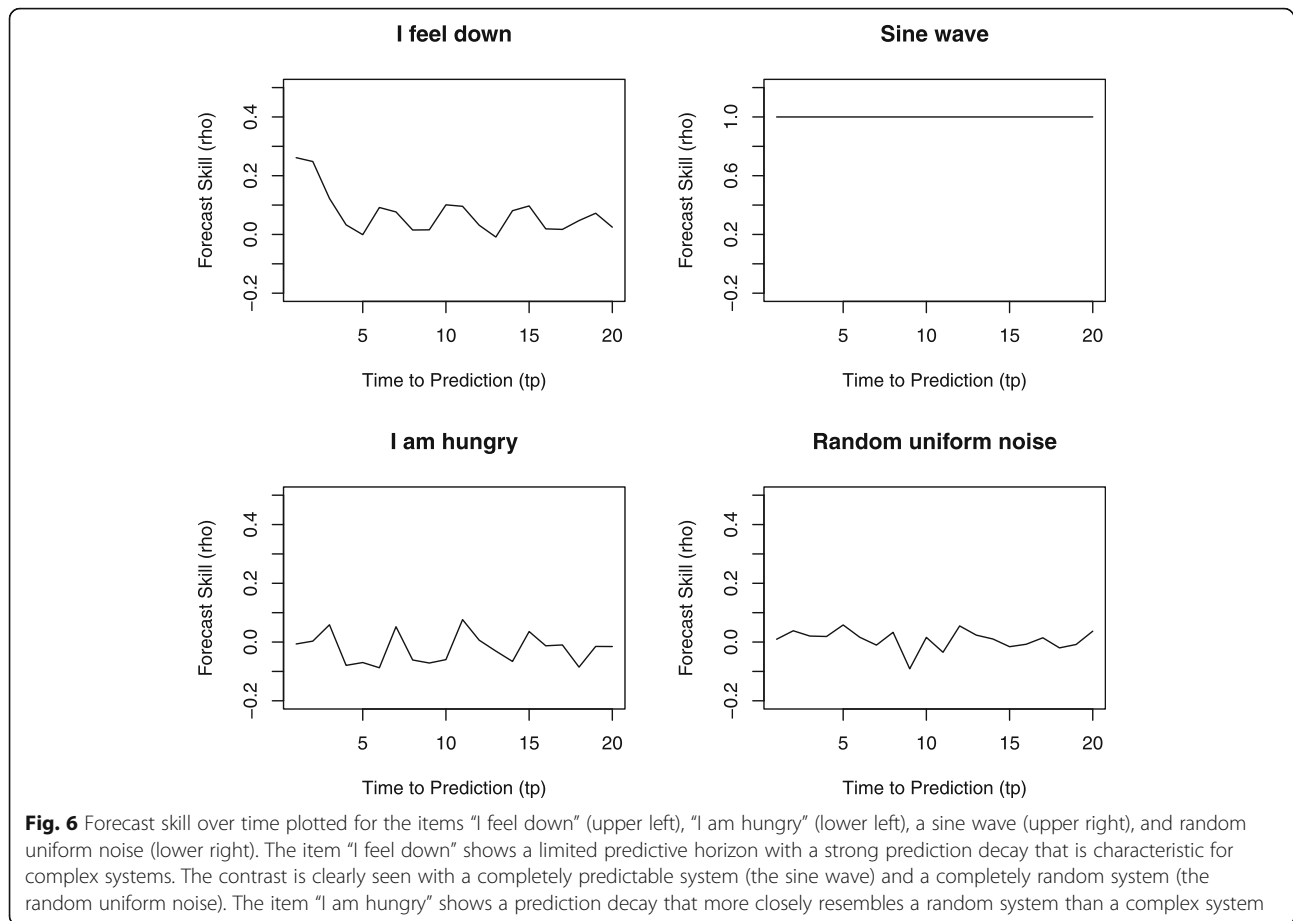 I feel down
Forecast Skill (rho)
0.4
0.2
0.0
−0.2
5 10 15 20
Time to Prediction (tp)
Sine wave
Forecast Skill (rho)
1.0
0.6
0.2
−0.2
5 10 15 20
Time to Prediction (tp)
I am hungry
Forecast Skill (rho)
0.4
0.2
0.0
−0.2
5 10 15 20
Time to Prediction (tp)
Random uniform noise
Forecast Skill (rho)
0.4
0.2
0.0
−0.2
5 10 15 20
Time to Prediction (tp)
Fig. 6 Forecast skill over time plotted for the items “I feel down” (upper left), “I am hungry” (lower left), a sine wave (upper right), and random
uniform noise (lower right). The item “I feel down” shows a limited predictive horizon with a strong prediction decay that is characteristic for
complex systems. The contrast is clearly seen with a completely predictable system (the sine wave) and a completely random system (the
random uniform noise). The item “I am hungry” shows a prediction decay that more closely resembles a random system than a complex system